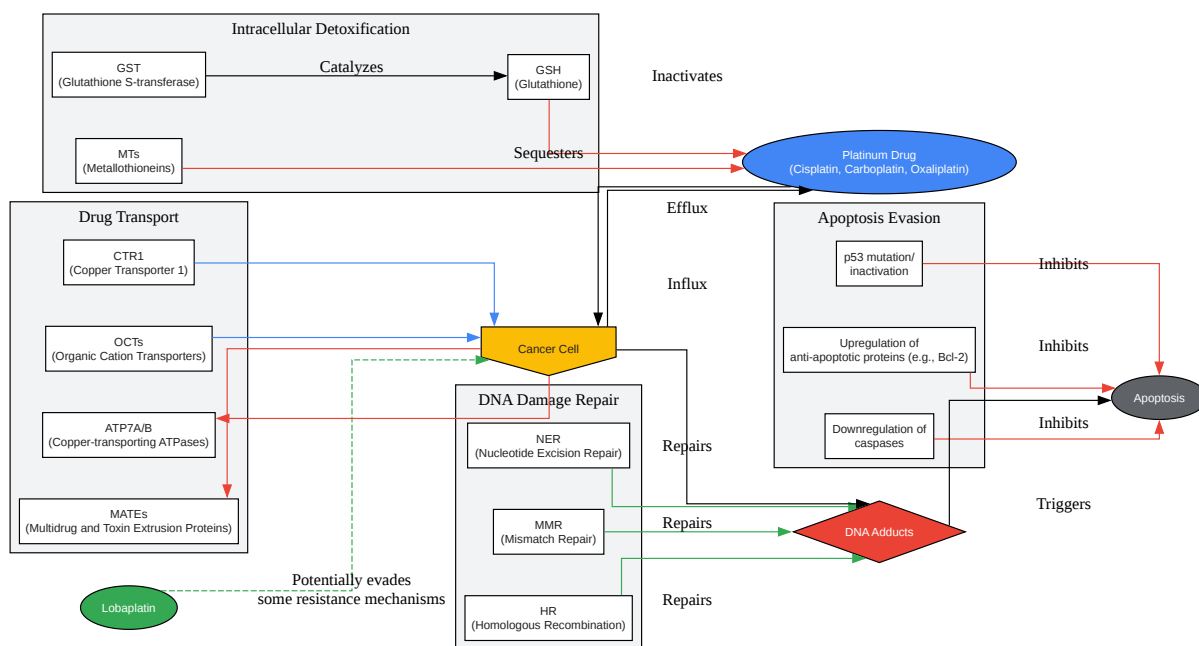 Intracellular Detoxification
GST
(Glutathione S-transferase)
Catalyzes
GSH
(Glutathione)
Inactivates
MTs
(Metallothioneins)
Sequesters
Platinum Drug
(Cisplatin, Carboplatin, Oxaliplatin)
Drug Transport
Efflux
Apoptosis Evasion
CTR1
(Copper Transporter 1)
p53 mutation/
inactivation
Inhibits
Influx
OCTs
(Organic Cation Transporters)
Cancer Cell
Upregulation of
anti-apoptotic proteins (e.g., Bcl-2)
Inhibits
DNA Damage Repair
Apoptosis
ATP7A/B
(Copper-transporting ATPases)
NER
(Nucleotide Excision Repair)
Repairs
Downregulation of
caspases
Inhibits
MATEs
(Multidrug and Toxin Extrusion Proteins)
MMR
(Mismatch Repair)
Repairs
DNA Adducts
Triggers
Potentially evades
some resistance mechanisms
Lobaplatin
HR
(Homologous Recombination)
Repairs